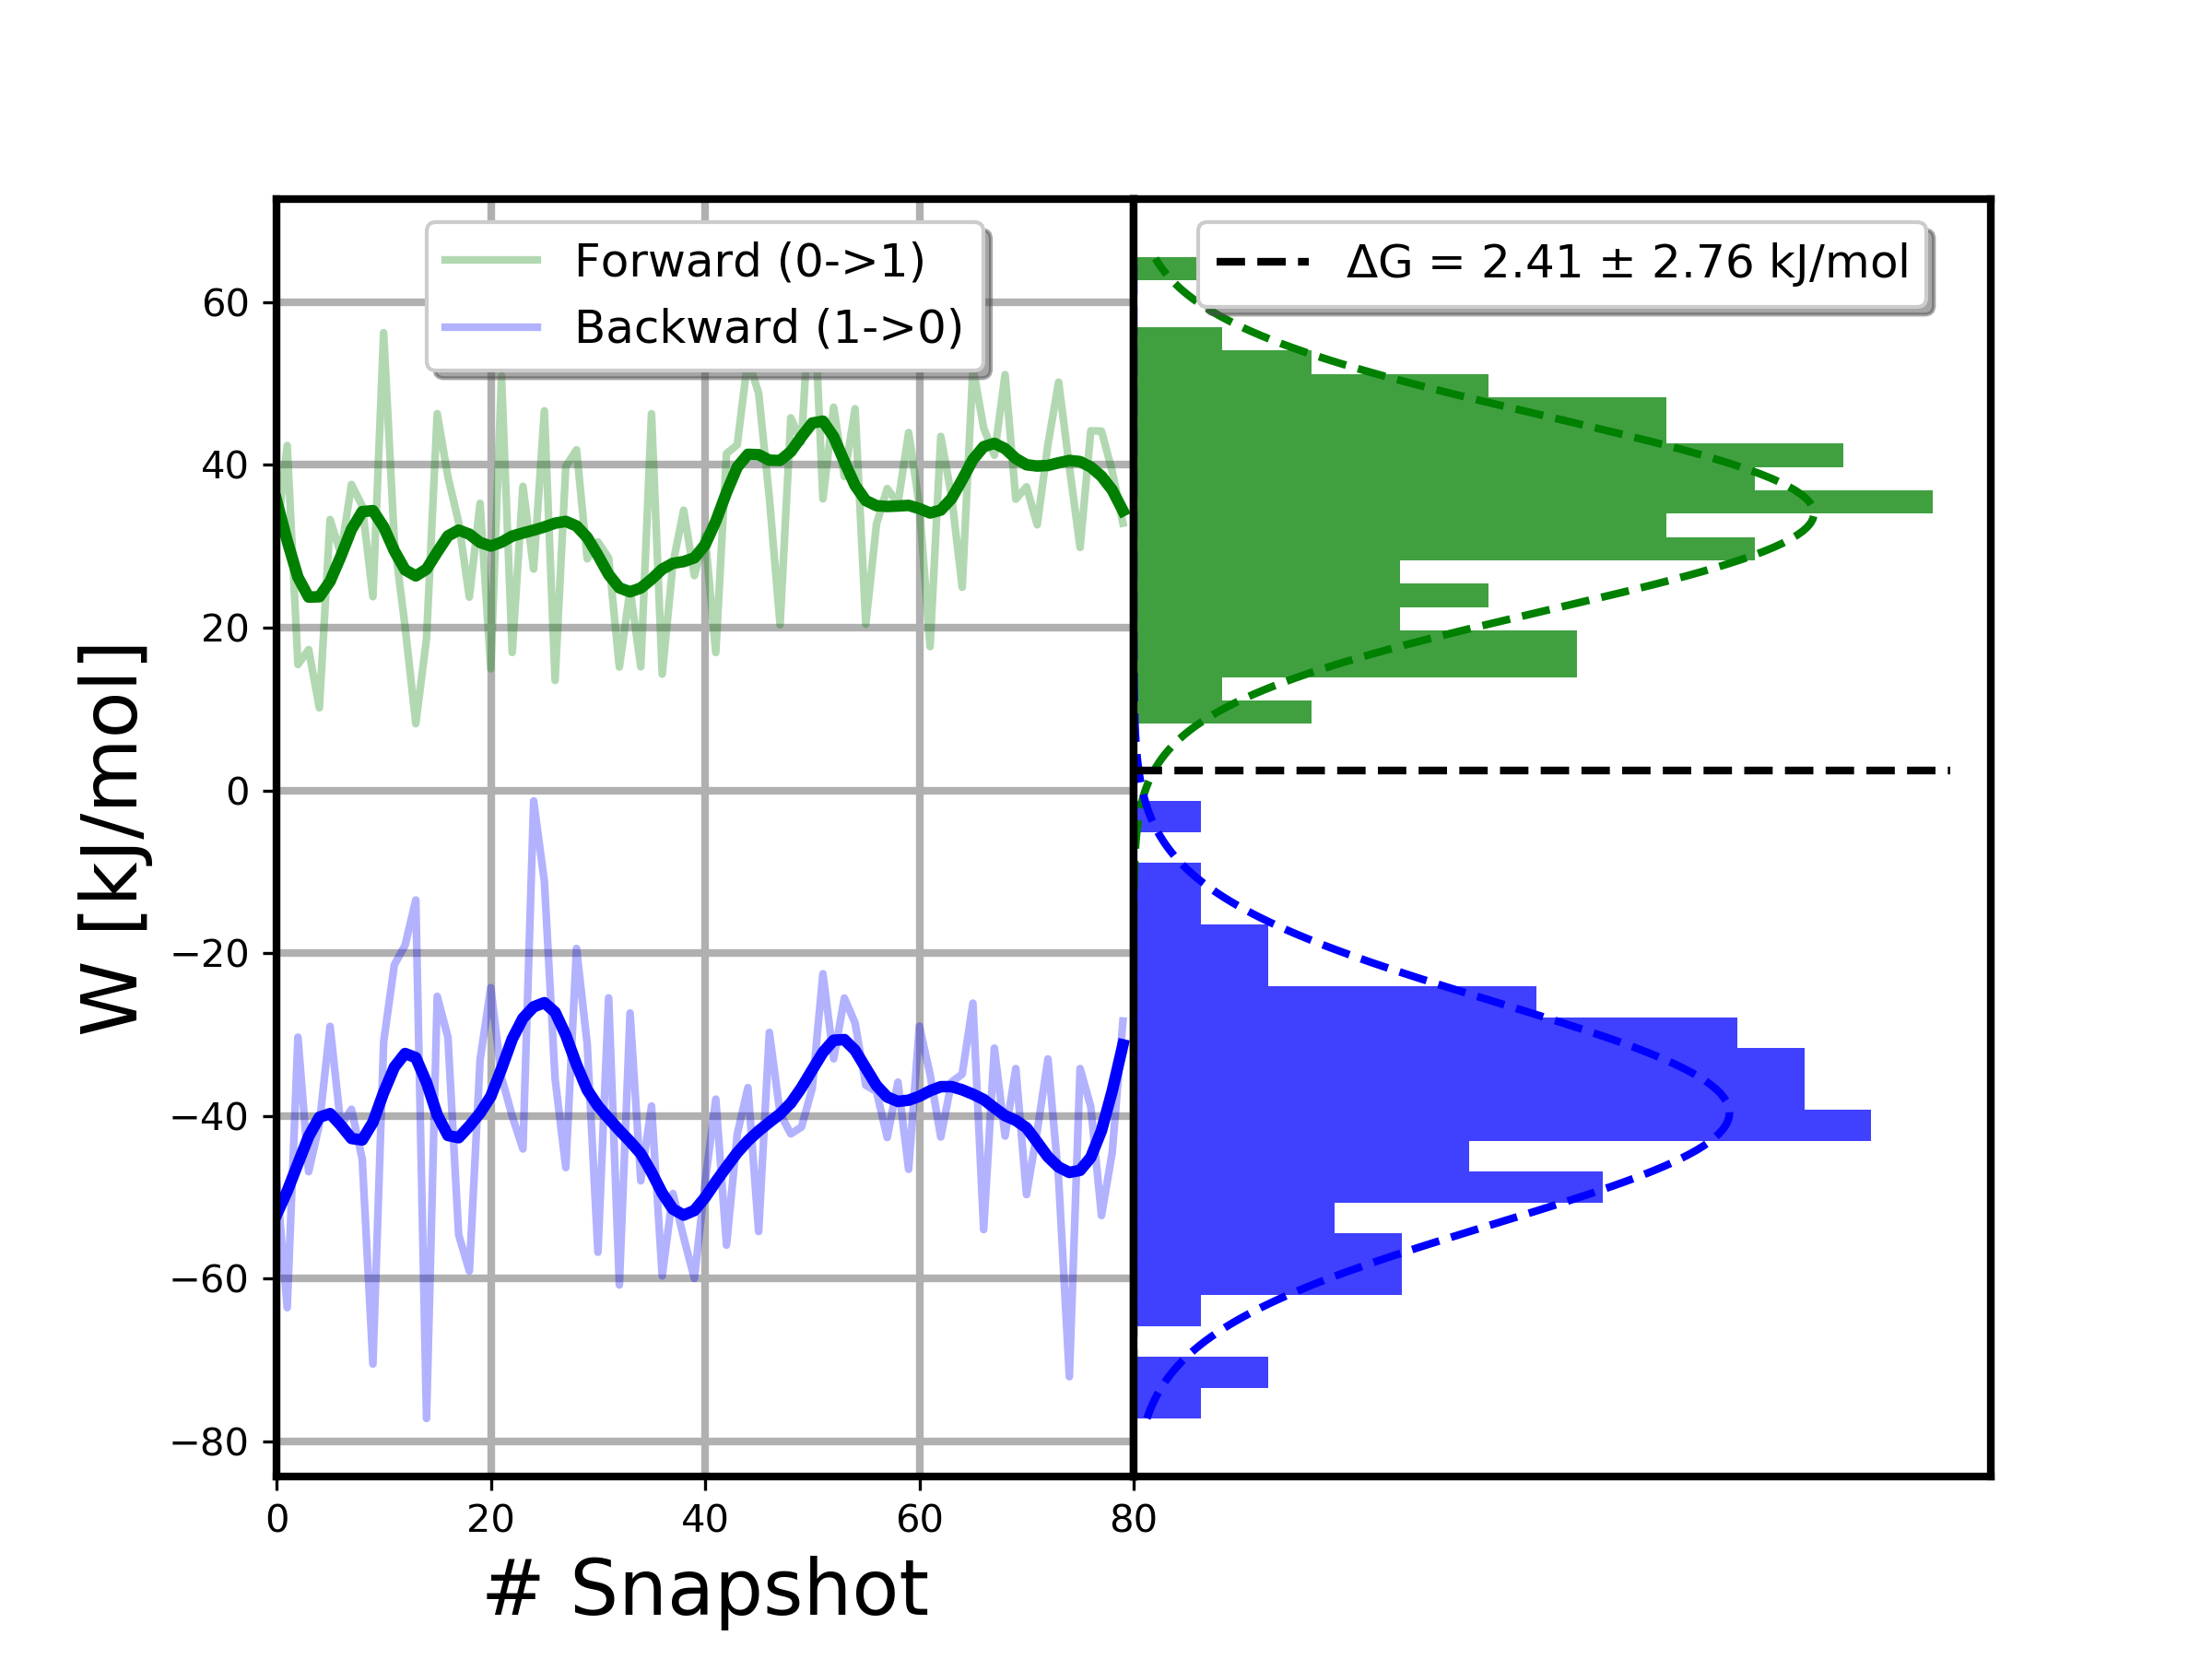 Forward (0->1)
Backward (1->0)
ΔG = 2.41 ± 2.76 kJ/mol
W [kJ/mol]
60
40
20
0
−20
−40
−60
−80
0 20 40 60 80
# Snapshot